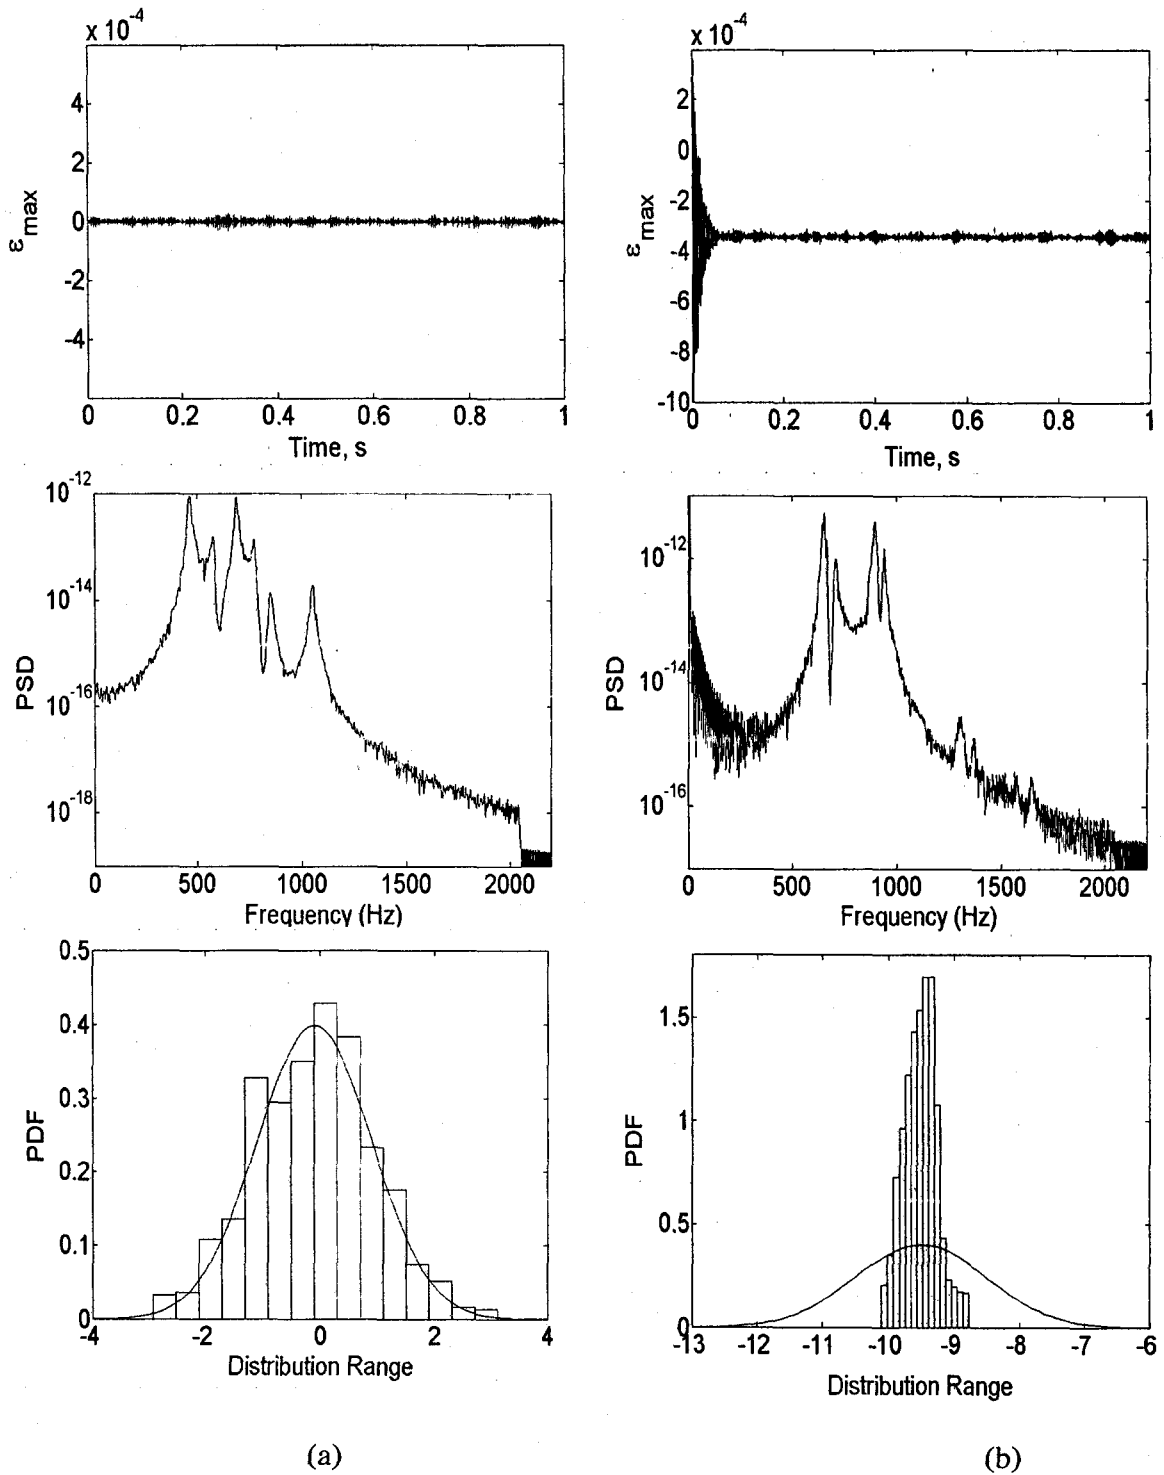 x 10-4
4
2
0
-2
-4
εmax
0 0.2 0.4 0.6 0.8 1
Time, s
x 10-4
2
0
-2
-4
-6
-8
-10
εmax
0 0.2 0.4 0.6 0.8 1
Time, s
10-12
10-14
10-16
10-18
PSD
0 500 1000 1500 2000
Frequency (Hz)
10-12
10-14
10-16
PSD
0 500 1000 1500 2000
Frequency (Hz)
0.5
0.4
0.3
0.2
0.1
0
PDF
-4 -2 0 2 4
Distribution Range
1.5
1
0.5
0
PDF
-13 -12 -11 -10 -9 -8 -7 -6
Distribution Range
(a)
(b)